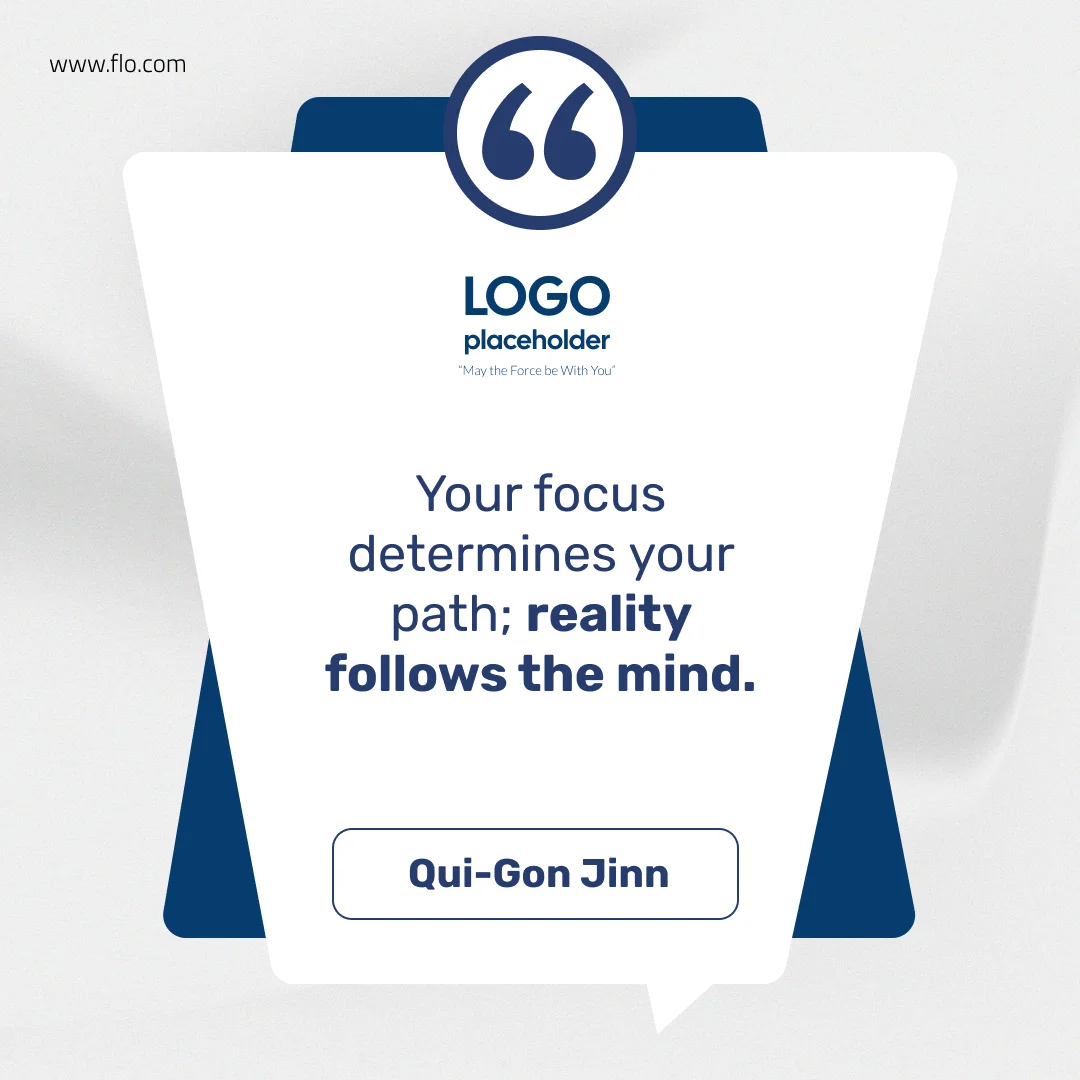 www.flo.com
“
LOGO
placeholder
“May the Force be With You”
Your focus
determines your
path; reality
follows the mind.
Qui-Gon Jinn